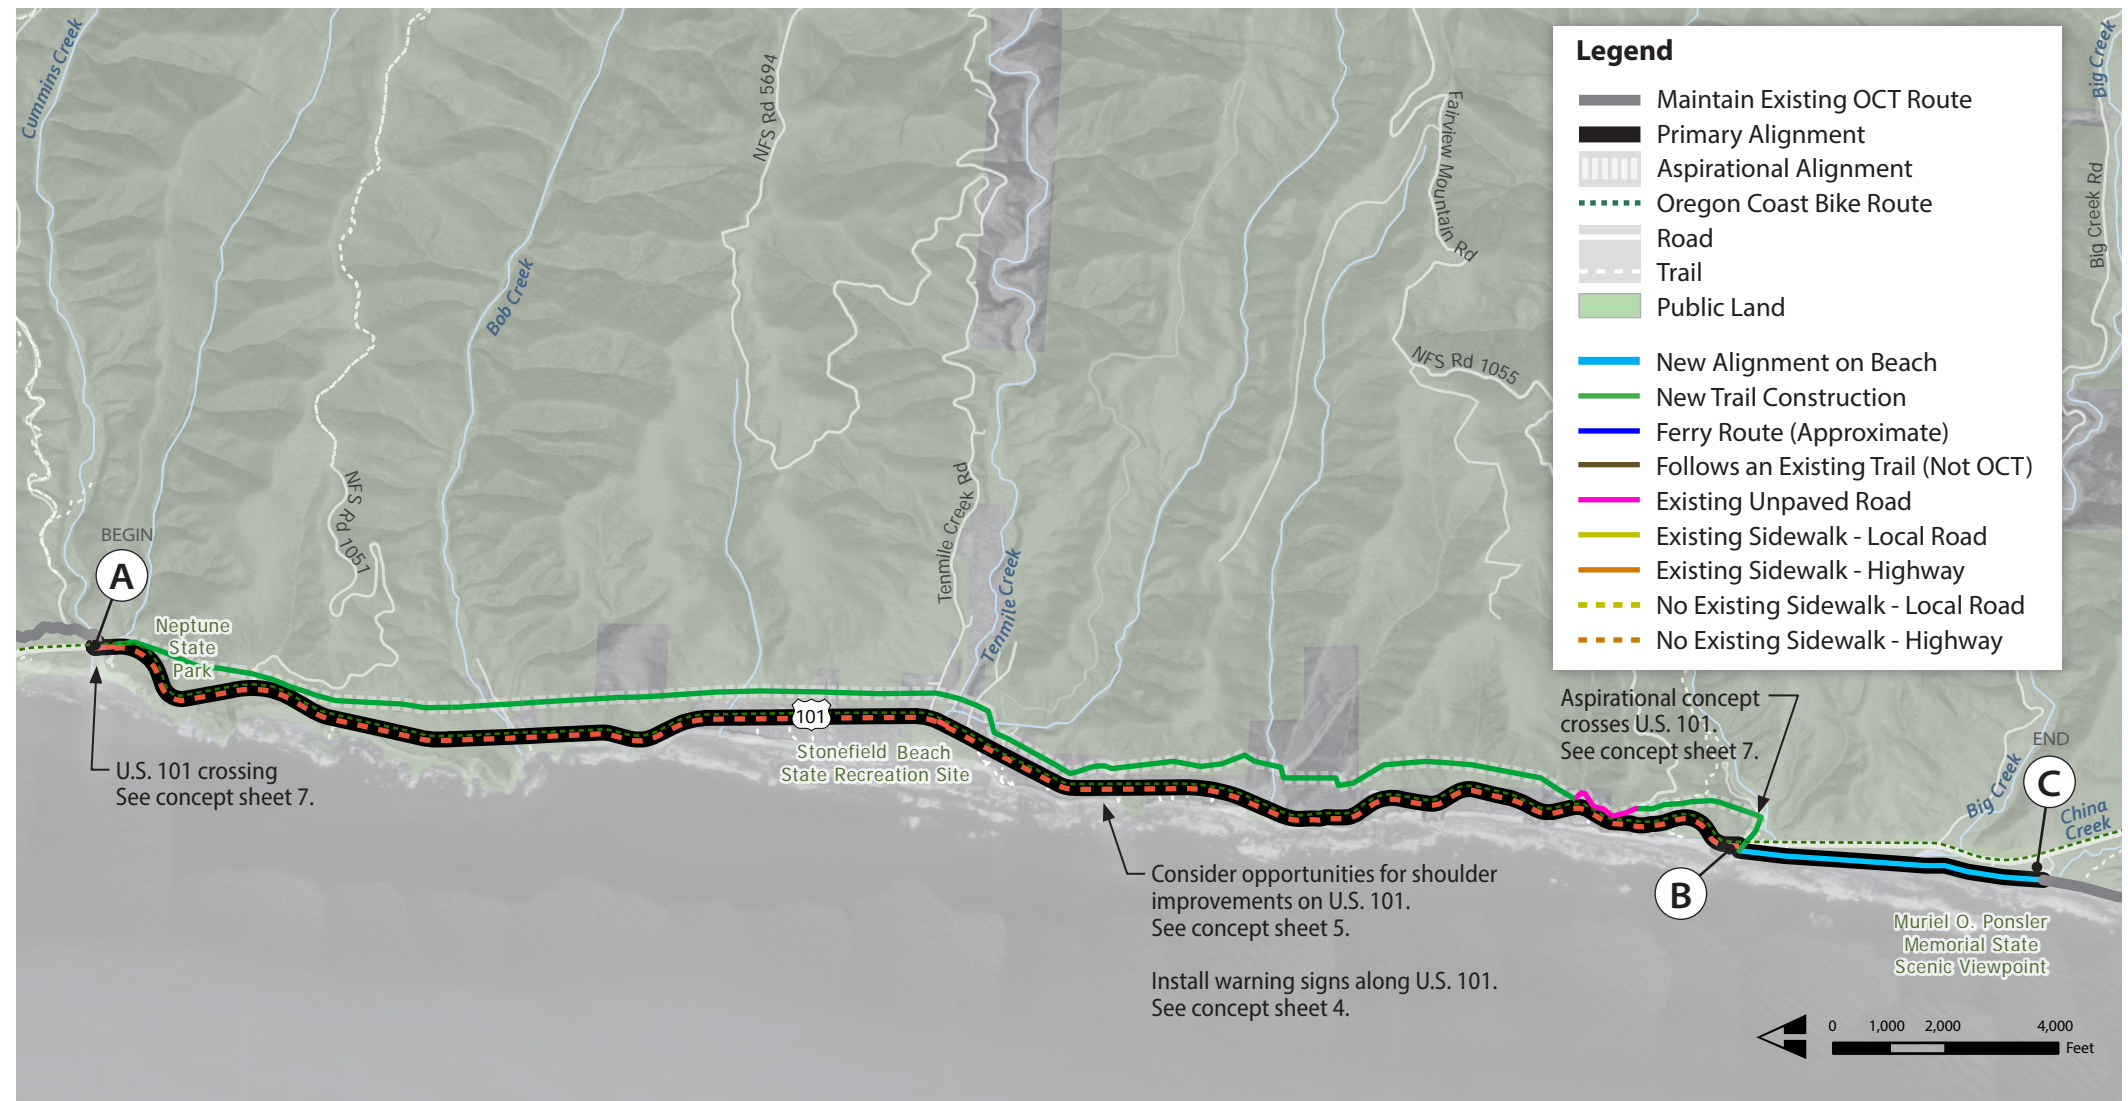 Cummins Creek
NFS Rd 5694
Fairview Mountain Rd
Big Creek
Big Creek Rd
Bob Creek
NFS Rd 1055
NFS Rd 1051
Tenmile Creek Rd
Tenmile Creek
Legend
Maintain Existing OCT Route
Primary Alignment
Aspirational Alignment
Oregon Coast Bike Route
Road
Trail
Public Land
New Alignment on Beach
New Trail Construction
Ferry Route (Approximate)
Follows an Existing Trail (Not OCT)
Existing Unpaved Road
Existing Sidewalk - Local Road
Existing Sidewalk - Highway
No Existing Sidewalk - Local Road
No Existing Sidewalk - Highway
BEGIN
A
Neptune
State
Park
U.S. 101 crossing
See concept sheet 7.
101
Stonefield Beach
State Recreation Site
Aspirational concept
crosses U.S. 101.
See concept sheet 7.
END
C
Big Creek
China
Creek
B
Consider opportunities for shoulder
improvements on U.S. 101.
See concept sheet 5.
Install warning signs along U.S. 101.
See concept sheet 4.
Muriel O. Ponsler
Memorial State
Scenic Viewpoint
0 1,000 2,000 4,000
Feet